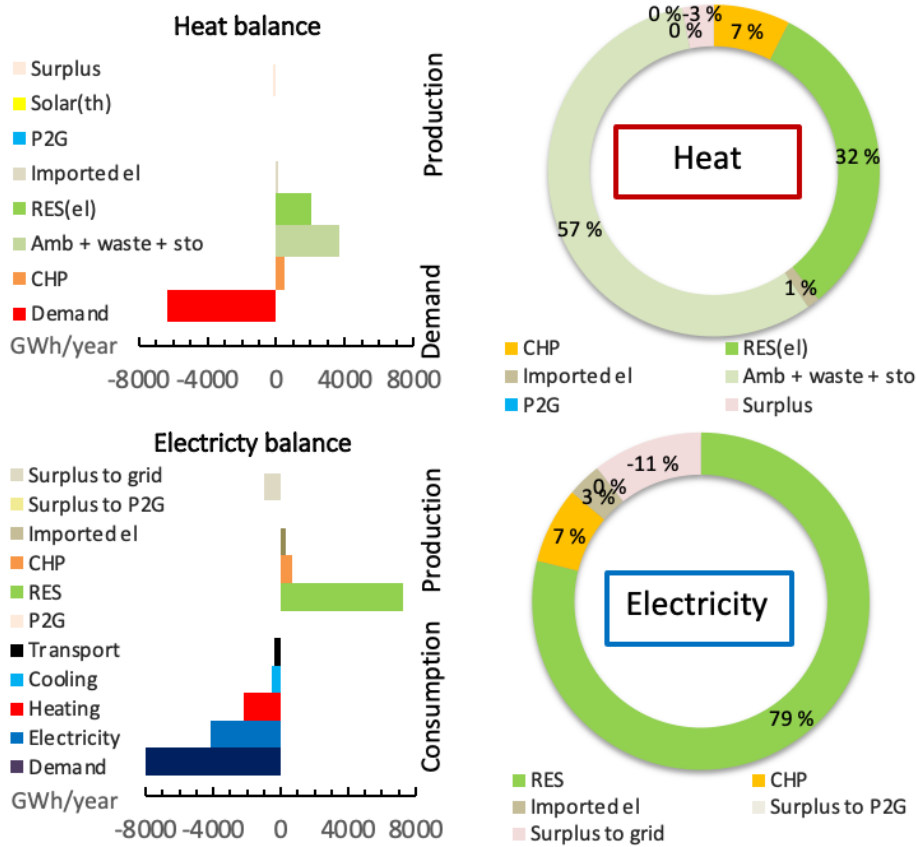 Heat balance
Surplus
Solar(th)
P2G
Imported el
RES(el)
Amb + waste + sto
CHP
Demand
GWh/year
-8000 -4000 0 4000 8000
Production
Demand
0 %
-3 %
0 %
7 %
32 %
57 %
1 %
Heat
CHP
RES(el)
Imported el
Amb + waste + sto
P2G
Surplus
Electricty balance
Surplus to grid
Surplus to P2G
Imported el
CHP
RES
P2G
Transport
Cooling
Heating
Electricity
Demand
GWh/year
-8000 -4000 0 4000 8000
Production
Consumption
-11 %
0 %
3 %
7 %
79 %
Electricity
RES
CHP
Imported el
Surplus to P2G
Surplus to grid